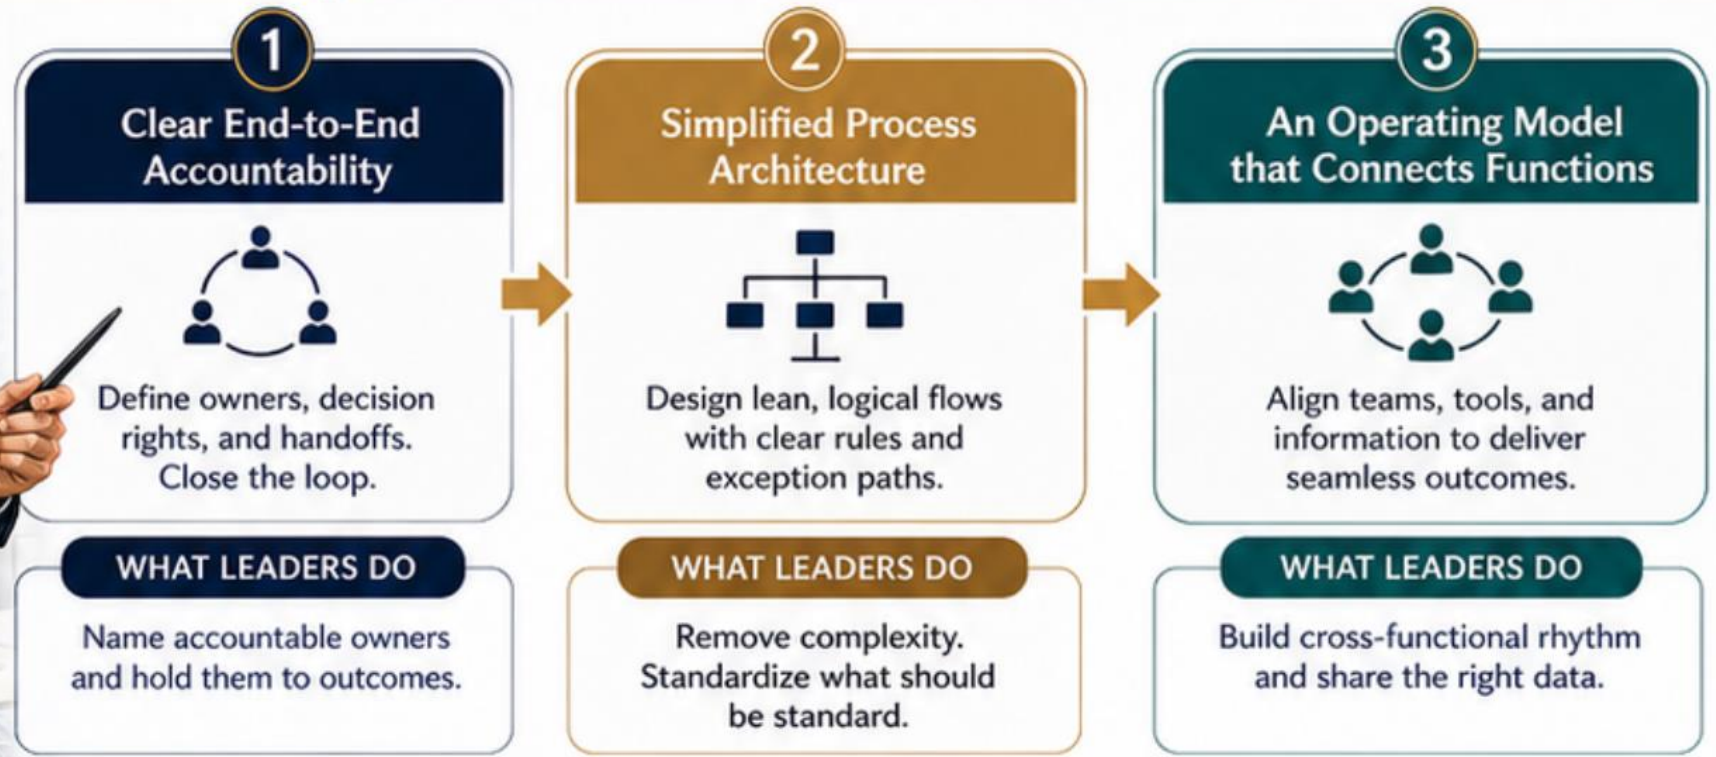 1
Clear End-to-End
Accountability
Define owners, decision
rights, and handoffs.
Close the loop.
WHAT LEADERS DO
Name accountable owners
and hold them to outcomes.
2
Simplified Process
Architecture
Design lean, logical flows
with clear rules and
exception paths.
WHAT LEADERS DO
Remove complexity.
Standardize what should
be standard.
3
An Operating Model
that Connects Functions
Align teams, tools, and
information to deliver
seamless outcomes.
WHAT LEADERS DO
Build cross-functional rhythm
and share the right data.